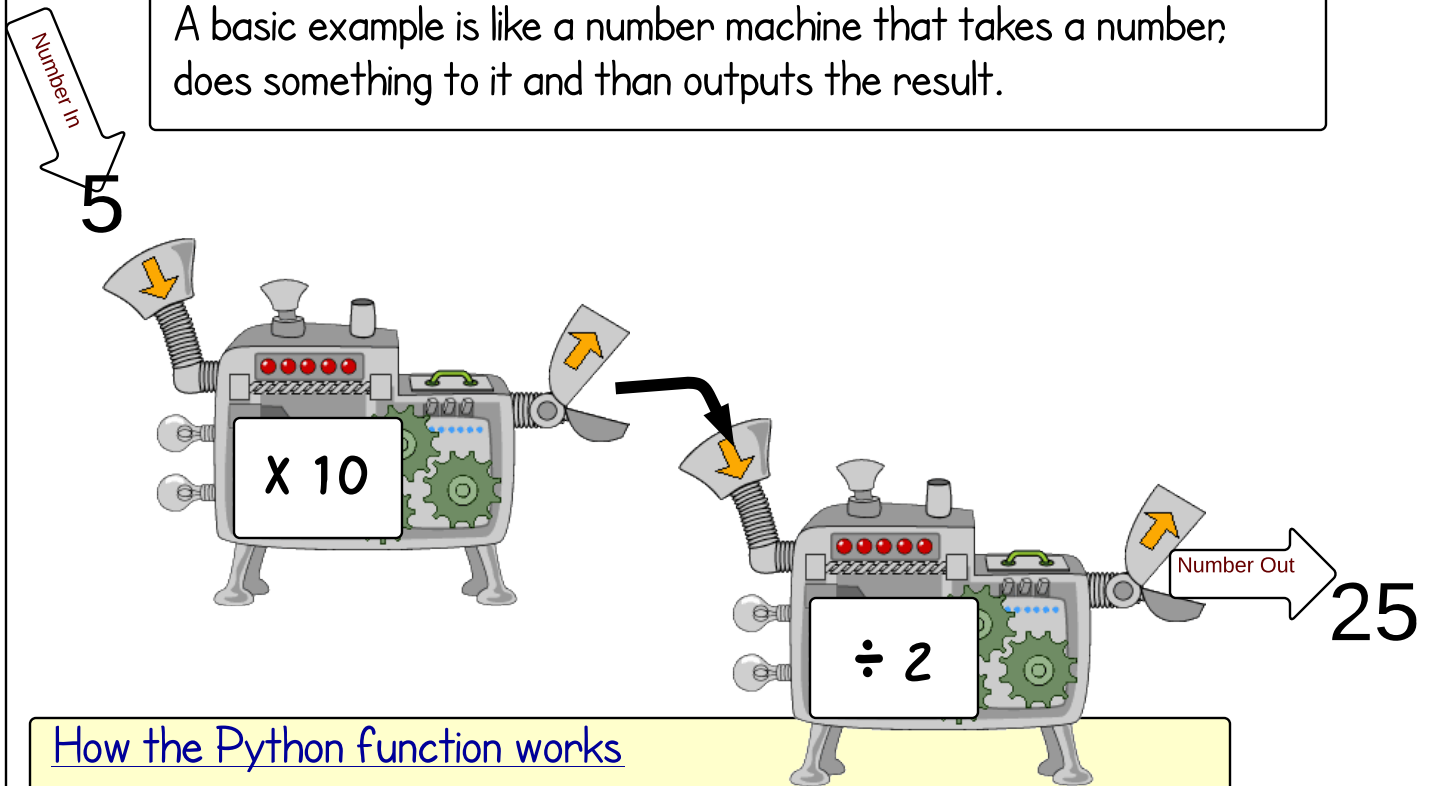 A basic example is like a number machine that takes a number,
does something to it and than outputs the result.
Number In
5
X 10
÷ 2
Number Out
25
How the Python function works